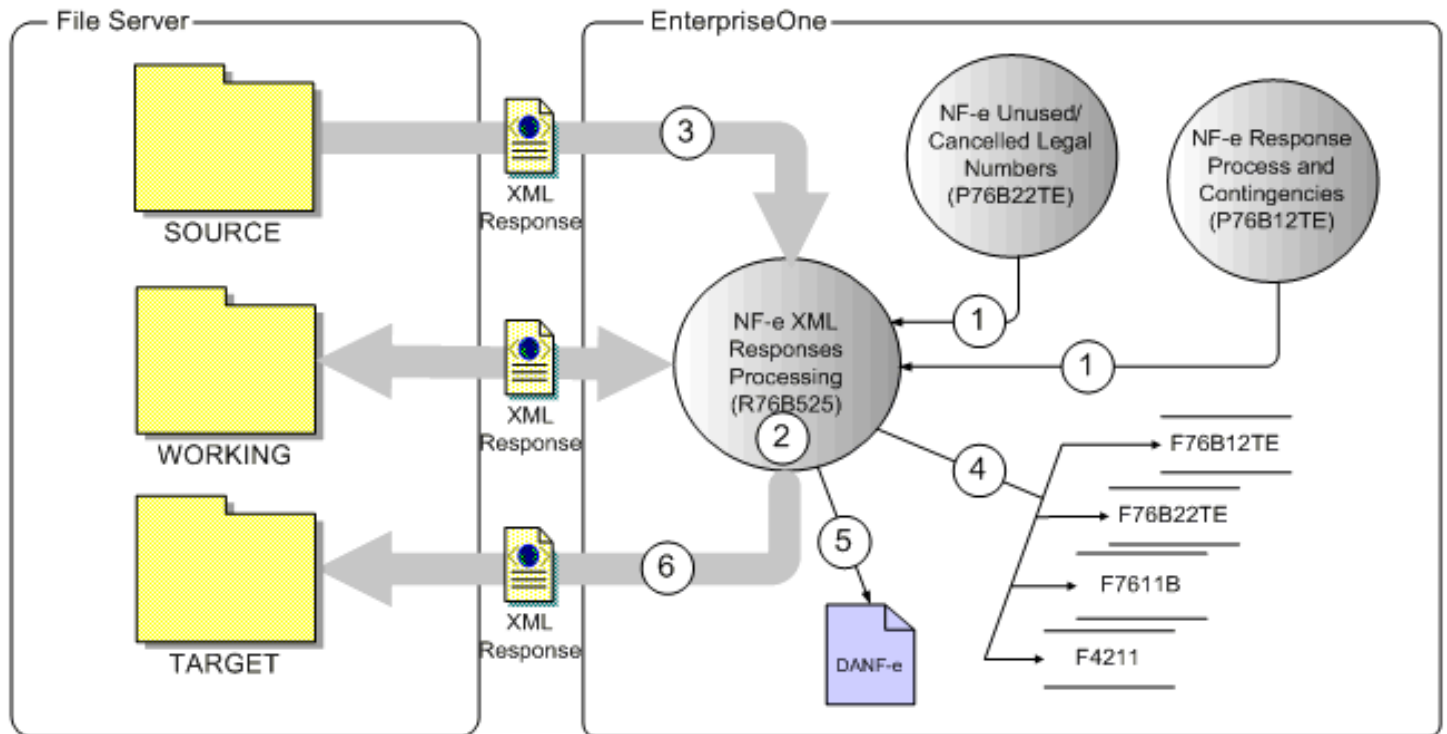 File Server
EnterpriseOne
SOURCE
XML
Response
3
NF-e Unused/
Cancelled Legal
Numbers
(P76B22TE)
NF-e Response
Process and
Contingencies
(P76B12TE)
1
1
WORKING
XML
Response
NF-e XML
Responses
Processing
(R76B525)
2
4
F76B12TE
F76B22TE
F7611B
F4211
5
DANF-e
TARGET
XML
Response
6